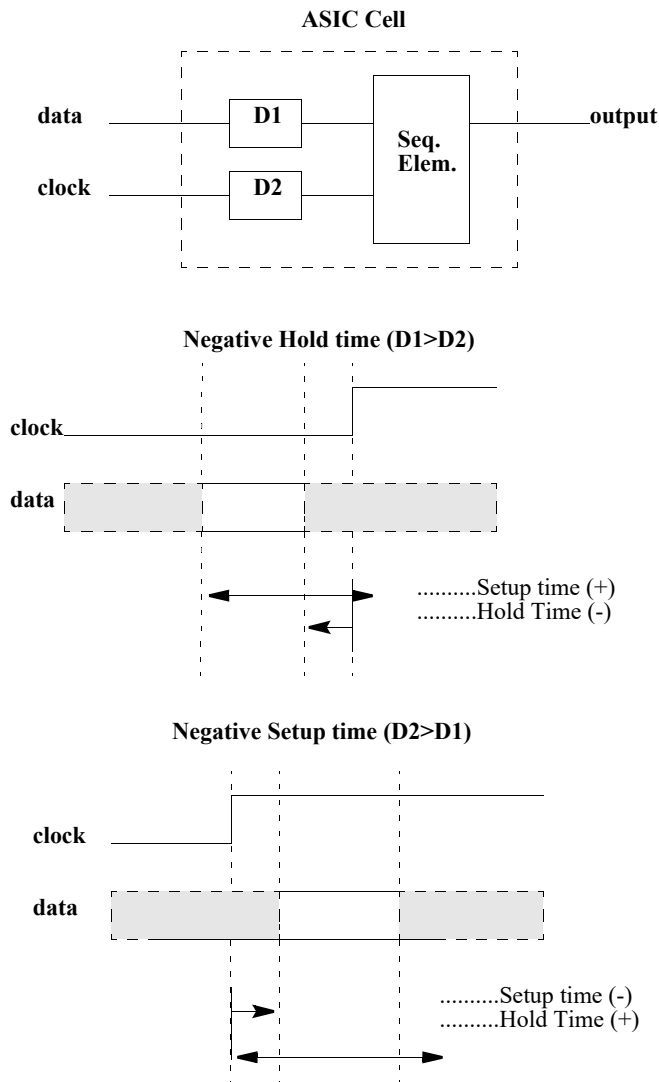 ASIC Cell
data
D1
output
Seq.
Elem.
clock
D2
Negative Hold time (D1>D2)
clock
data
..........Setup time (+)
..........Hold Time (-)
Negative Setup time (D2>D1)
clock
data
..........Setup time (-)
..........Hold Time (+)